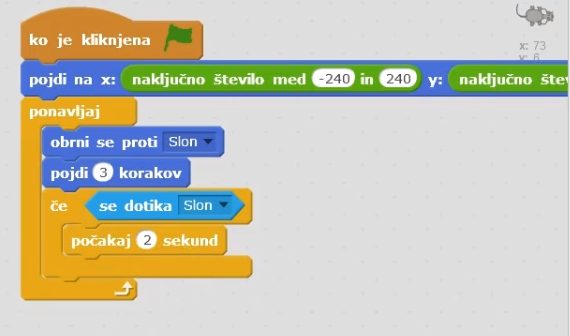 ko je kliknjena
x: 73
y: 6
pojdi na x: naključno število med -240 in 240 y: naključno
ponavljaj
obrni se proti Slon
pojdi 3 korakov
če se dotika Slon
počakaj 2 sekund